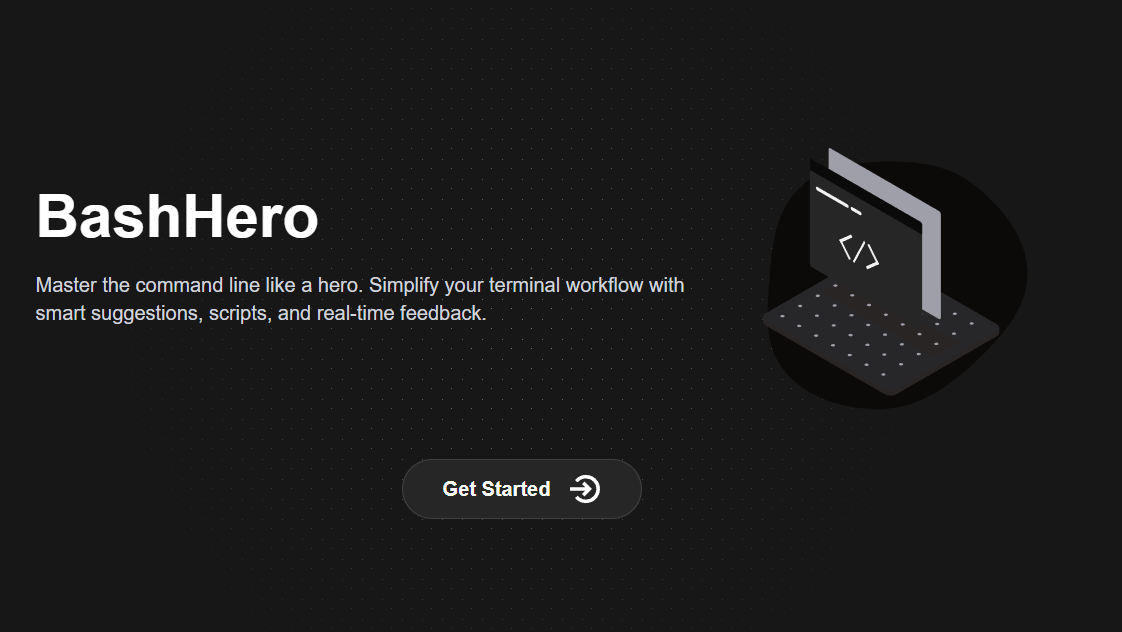 BashHero
Master the command line like a hero. Simplify your terminal workflow with
smart suggestions, scripts, and real-time feedback.
</>
Get Started